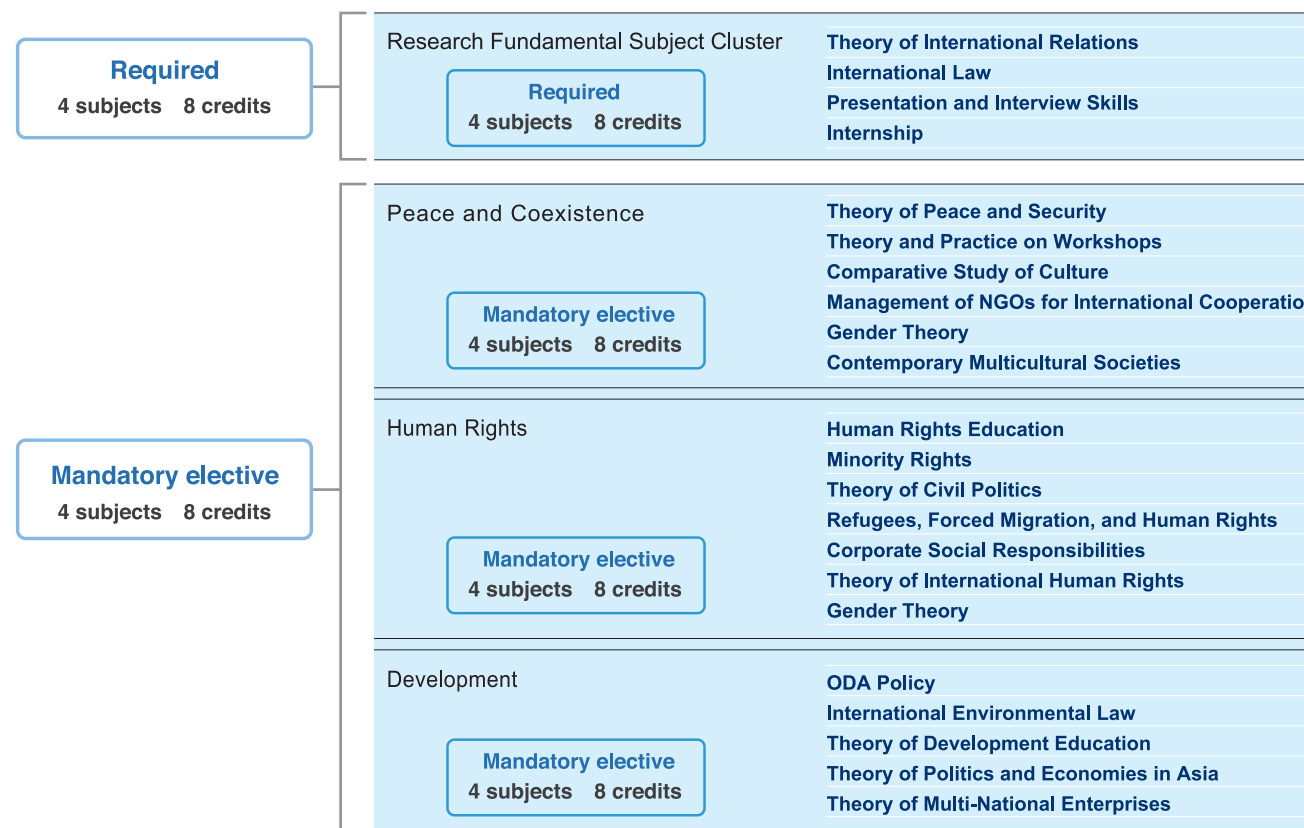 Required
4 subjects 8 credits
Research Fundamental Subject Cluster
Required
4 subjects 8 credits
Theory of International Relations
International Law
Presentation and Interview Skills
Internship
Mandatory elective
4 subjects 8 credits
Peace and Coexistence
Mandatory elective
4 subjects 8 credits
Theory of Peace and Security
Theory and Practice on Workshops
Comparative Study of Culture
Management of NGOs for International Cooperatio
Gender Theory
Contemporary Multicultural Societies
Human Rights
Mandatory elective
4 subjects 8 credits
Human Rights Education
Minority Rights
Theory of Civil Politics
Refugees, Forced Migration, and Human Rights
Corporate Social Responsibilities
Theory of International Human Rights
Gender Theory
Development
Mandatory elective
4 subjects 8 credits
ODA Policy
International Environmental Law
Theory of Development Education
Theory of Politics and Economies in Asia
Theory of Multi-National Enterprises